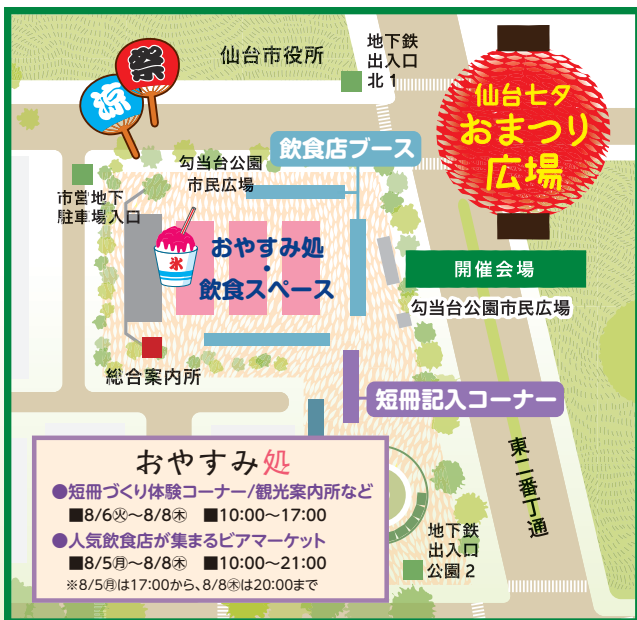 祭
涼
仙台市役所
地下鉄
出入口
北1
仙台七夕
おまつり
広場
飲食店ブース
勾当台公園
市民広場
市営地下
駐車場入口
氷
おやすみ処
・
飲食スペース
開催会場
勾当台公園市民広場
総合案内所
短冊記入コーナー
東二番丁通
おやすみ処
●短冊づくり体験コーナー/観光案内所など
■8/6㊋〜8/8㊍ ■10:00〜17:00
●人気飲食店が集まるビアマーケット
■8/5㊊〜8/8㊍ ■10:00〜21:00
※8/5㊊は17:00から、8/8㊍は20:00まで
地下鉄
出入口
公園2